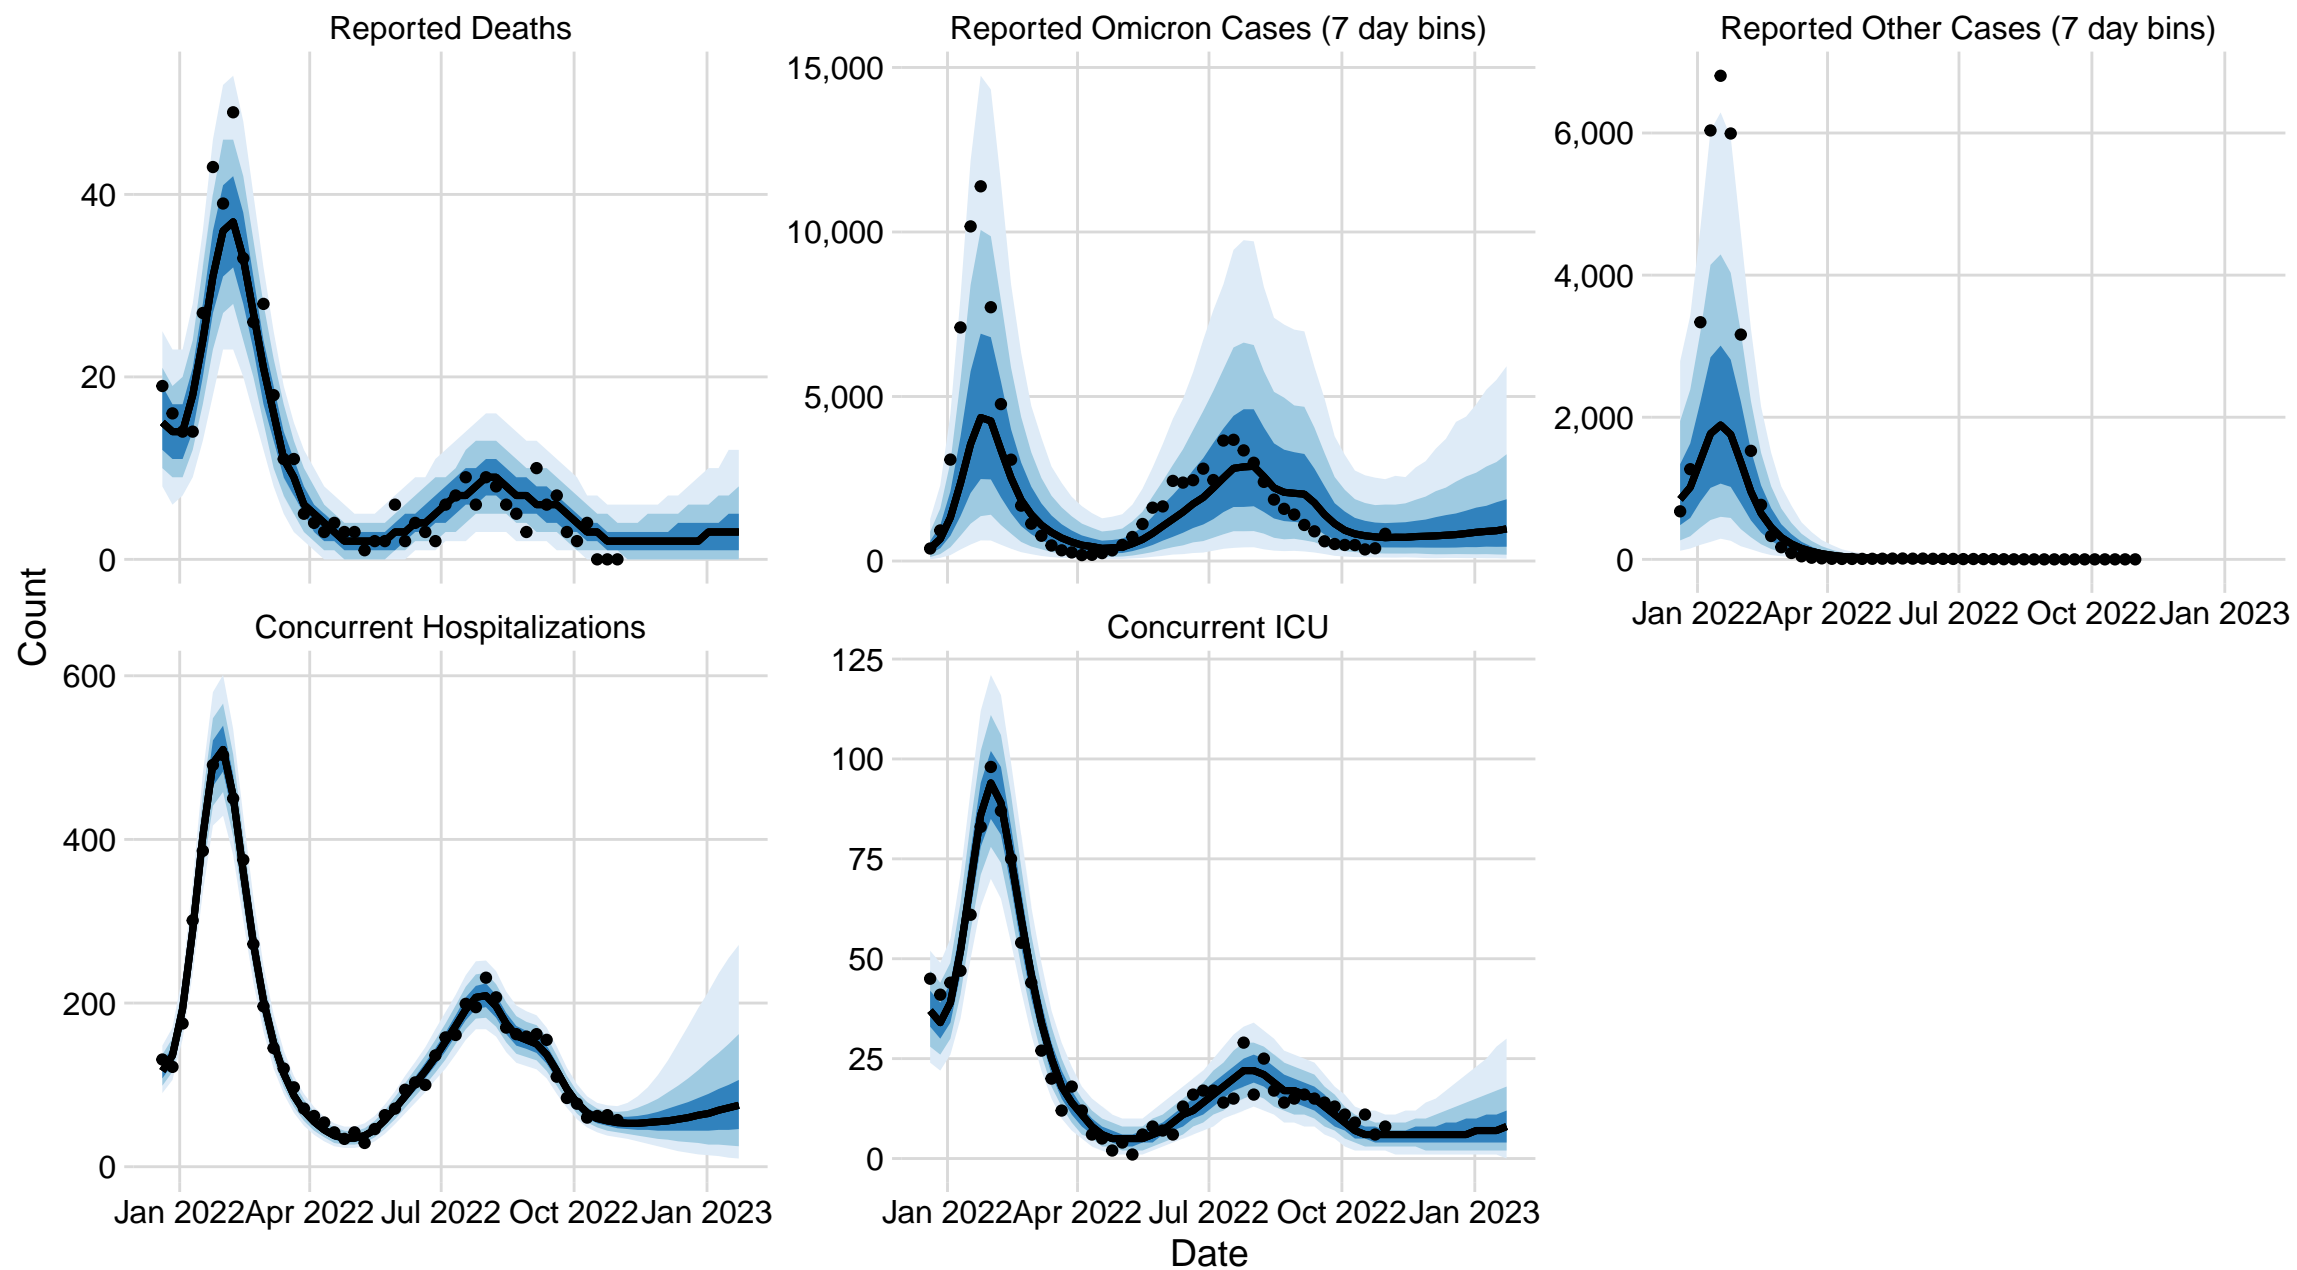 Reported Deaths
Reported Omicron Cases (7 day bins)
Reported Other Cases (7 day bins)
40
20
0
15,000
10,000
5,000
0
6,000
4,000
2,000
0
Jan 2022 Apr 2022 Jul 2022 Oct 2022 Jan 2023
Count
Concurrent Hospitalizations
Concurrent ICU
600
400
200
0
125
100
75
50
25
0
Jan 2022 Apr 2022 Jul 2022 Oct 2022 Jan 2023
Jan 2022 Apr 2022 Jul 2022 Oct 2022 Jan 2023
Date